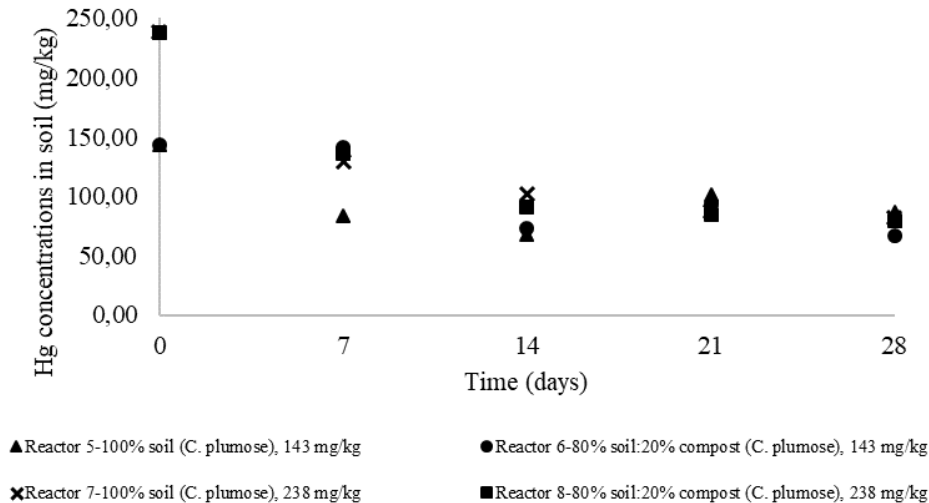 Hg concentrations in soil (mg/kg)
250,00
200,00
150,00
100,00
50,00
0,00
0 7 14 21 28
Time (days)
Reactor 5-100% soil (C. plumose), 143 mg/kg
Reactor 6-80% soil:20% compost (C. plumose), 143 mg/kg
Reactor 7-100% soil (C. plumose), 238 mg/kg
Reactor 8-80% soil:20% compost (C. plumose), 238 mg/kg